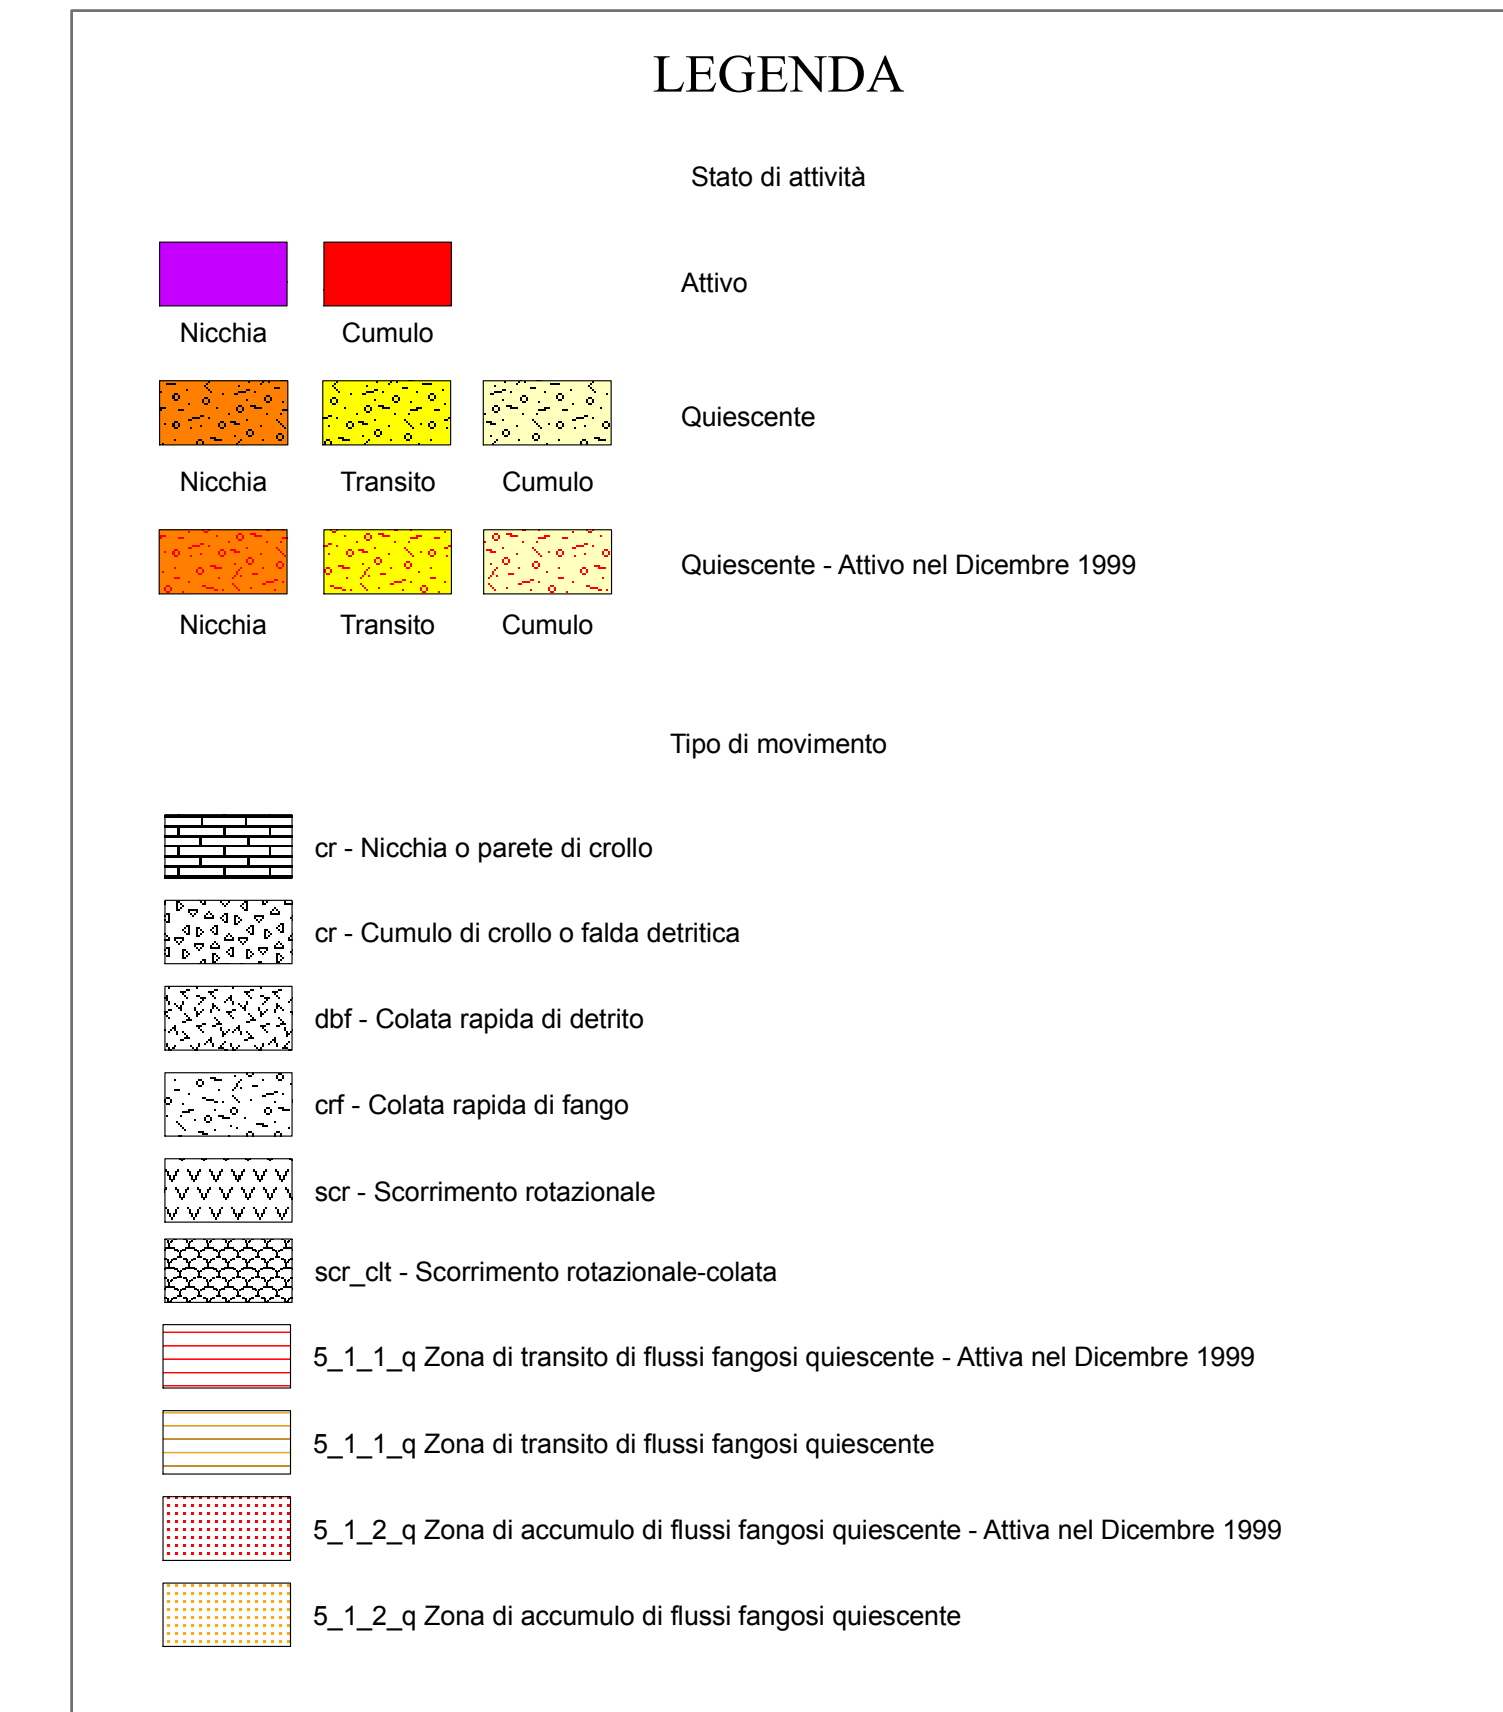 LEGENDA
Stato di attività
Attivo
Nicchia Cumulo
Quiescente
Nicchia Transito Cumulo
Quiescente - Attivo nel Dicembre 1999
Nicchia Transito Cumulo
Tipo di movimento
cr - Nicchia o parete di crollo
cr - Cumulo di crollo o falda detritica
dbf - Colata rapida di detrito
crf - Colata rapida di fango
scr - Scorrimento rotazionale
scr_clt - Scorrimento rotazionale-colata
5_1_1_q Zona di transito di flussi fangosi quiescente - Attiva nel Dicembre 1999
5_1_1_q Zona di transito di flussi fangosi quiescente
5_1_2_q Zona di accumulo di flussi fangosi quiescente - Attiva nel Dicembre 1999
5_1_2_q Zona di accumulo di flussi fangosi quiescente